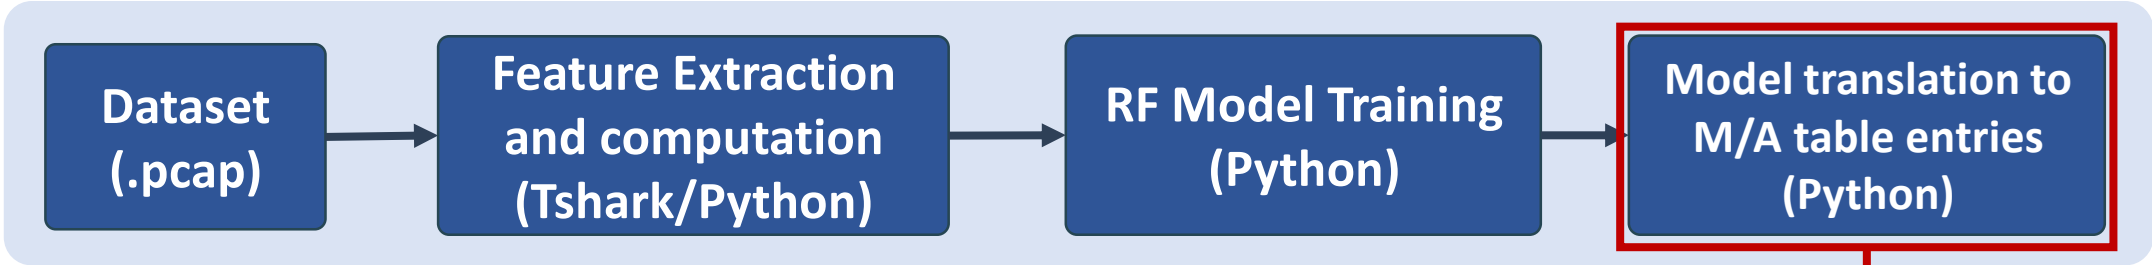 Dataset
(.pcap)
Feature Extraction
and computation
(Tshark/Python)
RF Model Training
(Python)
Model translation to
M/A table entries
(Python)